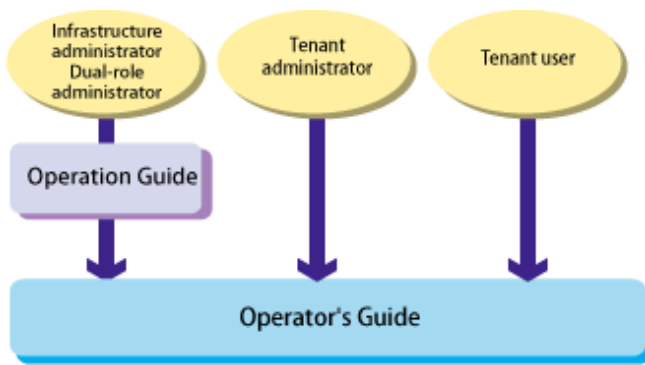 Infrastructure
administrator
Dual-role
administrator
Tenant
administrator
Tenant user
Operation Guide
Operator's Guide